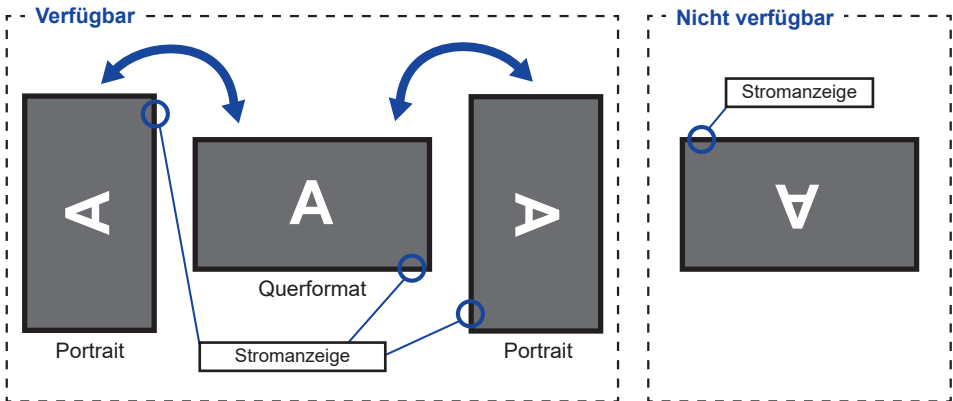 Verfügbar
Nicht verfügbar
Stromanzeige
A
A
A
A
Querformat
Portrait
Stromanzeige
Portrait